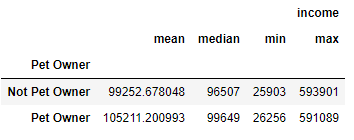 income
mean median min max
Pet Owner
Not Pet Owner 99252.678048 96507 25903 593901
Pet Owner 105211.200993 99649 26256 591089